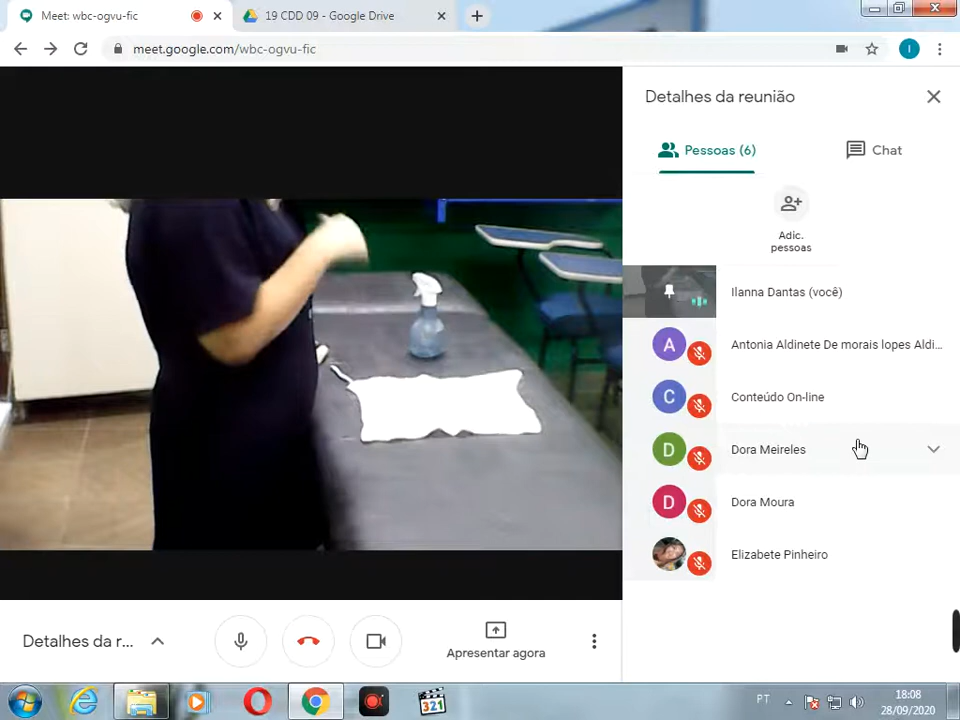 Meet: wbc-ogvu-fic
19 CDD 09 - Google Drive
meet.google.com/wbc-ogvu-fic
I
Detalhes da reunião
Pessoas (6)
Chat
Adic.
pessoas
Ilanna Dantas (você)
A
Antonia Aldinete De morais lopes Aldi...
C
Conteúdo On-line
D
Dora Meireles
D
Dora Moura
Elizabete Pinheiro
Detalhes da r...
Apresentar agora
321
PT
18:08
28/09/2020